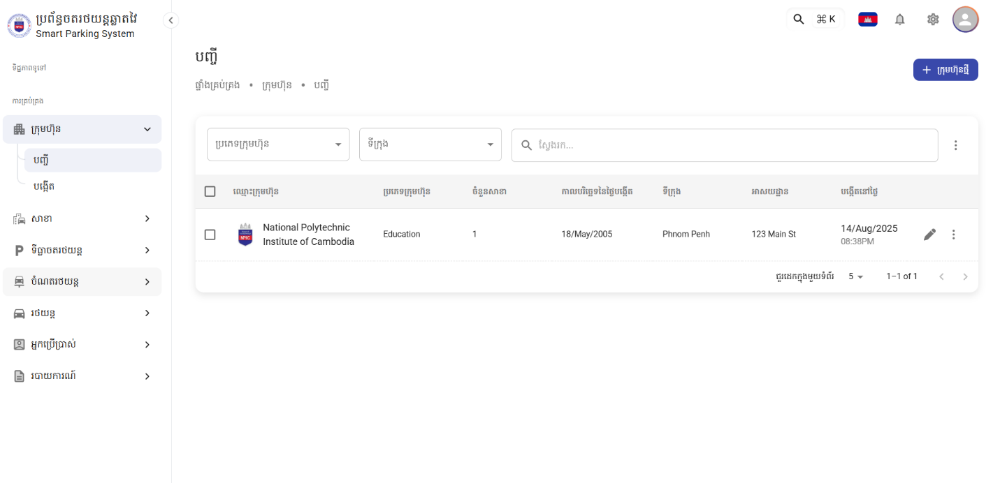 ប្រព័ន្ធចតរថយន្តឆ្លាតវៃ
Smart Parking System
⌘ K
ទិដ្ឋភាពទូទៅ
ការគ្រប់គ្រង
ក្រុមហ៊ុន
បញ្ជី
បង្កើត
សាខា
ទីធ្លាចតរថយន្ត
ចំណតរថយន្ត
រថយន្ត
អ្នកប្រើប្រាស់
របាយការណ៍
បញ្ជី
ផ្ទាំងគ្រប់គ្រង • ក្រុមហ៊ុន • បញ្ជី
+ ក្រុមហ៊ុនថ្មី
ប្រភេទក្រុមហ៊ុន ទីក្រុង ស្វែងរក...
ឈ្មោះក្រុមហ៊ុន ប្រភេទក្រុមហ៊ុន ចំនួនសាខា កាលបរិច្ឆេទនៃថ្ងៃបង្កើត ទីក្រុង អាសយដ្ឋាន បង្កើតនៅថ្ងៃ
National Polytechnic
Institute of Cambodia
Education 1 18/May/2005 Phnom Penh 123 Main St 14/Aug/2025
08:38PM
ជួរដេកក្នុងមួយទំព័រ 5 1–1 of 1